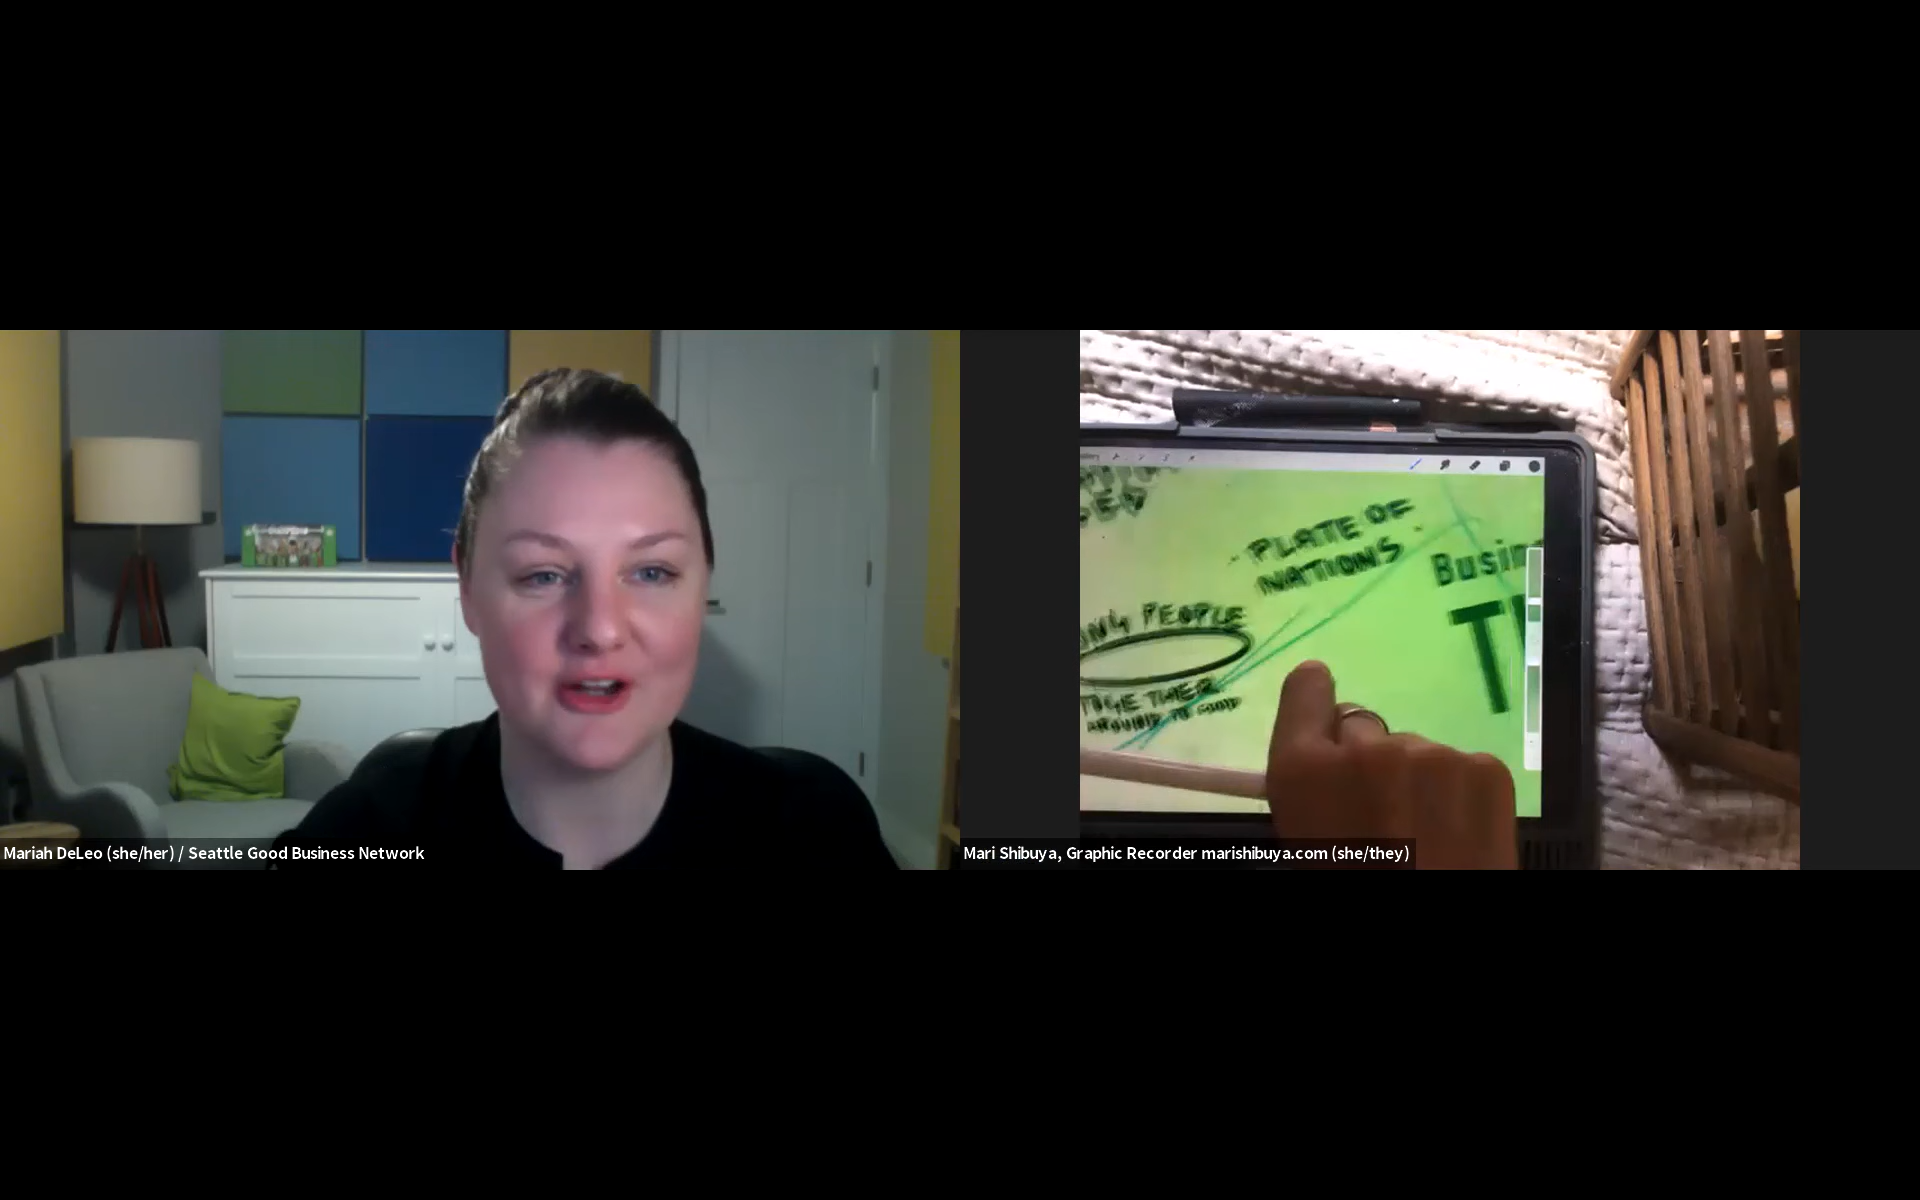 PLATE OF
NATIONS
PEOPLE
TOGETHER
AROUND
Mariah DeLeo (she/her) / Seattle Good Business Network
Mari Shibuya, Graphic Recorder marishibuya.com (she/they)